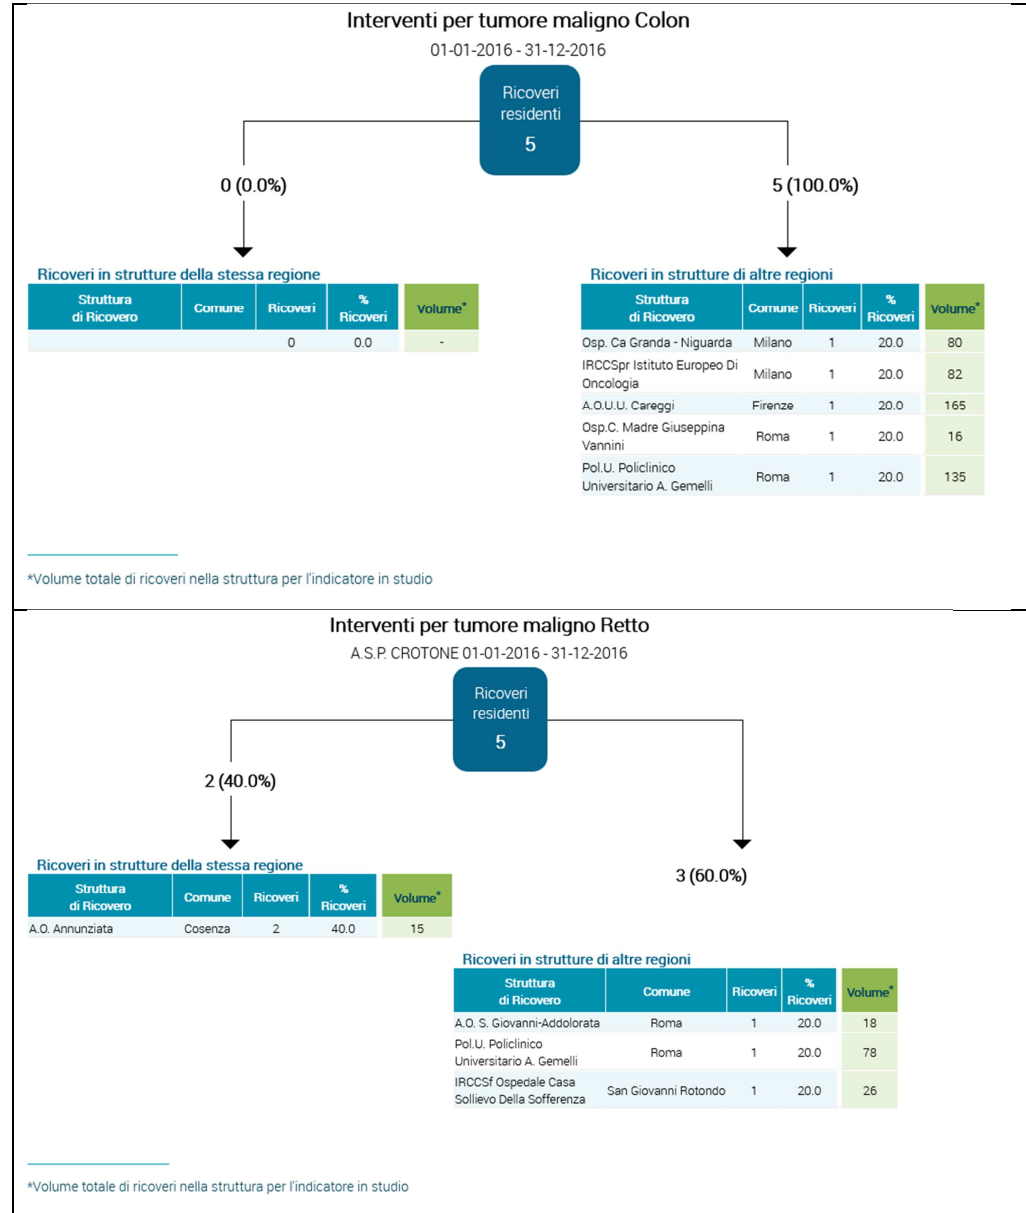 Interventi per tumore maligno Colon
01-01-2016 - 31-12-2016
Ricoveri
residenti
5
0 (0.0%)
5 (100.0%)
Ricoveri in strutture della stessa regione
Struttura
di Ricovero
Comune
Ricoveri
%
Ricoveri
Volume*
0 0.0 -
Ricoveri in strutture di altre regioni
Struttura
di Ricovero
Comune
Ricoveri
%
Ricoveri
Volume*
Osp. Ca Granda - Niguarda Milano 1 20.0 80
IRCCSpr Istituto Europeo Di
Oncologia
Milano 1 20.0 82
A.O.U.U. Careggi Firenze 1 20.0 165
Osp.C. Madre Giuseppina
Vannini
Roma 1 20.0 16
Pol.U. Policlinico
Universitario A. Gemelli
Roma 1 20.0 135
*Volume totale di ricoveri nella struttura per l'indicatore in studio
Interventi per tumore maligno Retto
A.S.P. CROTONE 01-01-2016 - 31-12-2016
Ricoveri
residenti
5
2 (40.0%)
3 (60.0%)
Ricoveri in strutture della stessa regione
Struttura
di Ricovero
Comune
Ricoveri
%
Ricoveri
Volume*
A.O. Annunziata Cosenza 2 40.0 15
Ricoveri in strutture di altre regioni
Struttura
di Ricovero
Comune
Ricoveri
%
Ricoveri
Volume*
A.O. S. Giovanni-Addolorata Roma 1 20.0 18
Pol.U. Policlinico
Universitario A. Gemelli
Roma 1 20.0 78
IRCCSf Ospedale Casa
Sollievo Della Sofferenza
San Giovanni Rotondo 1 20.0 26
*Volume totale di ricoveri nella struttura per l'indicatore in studio